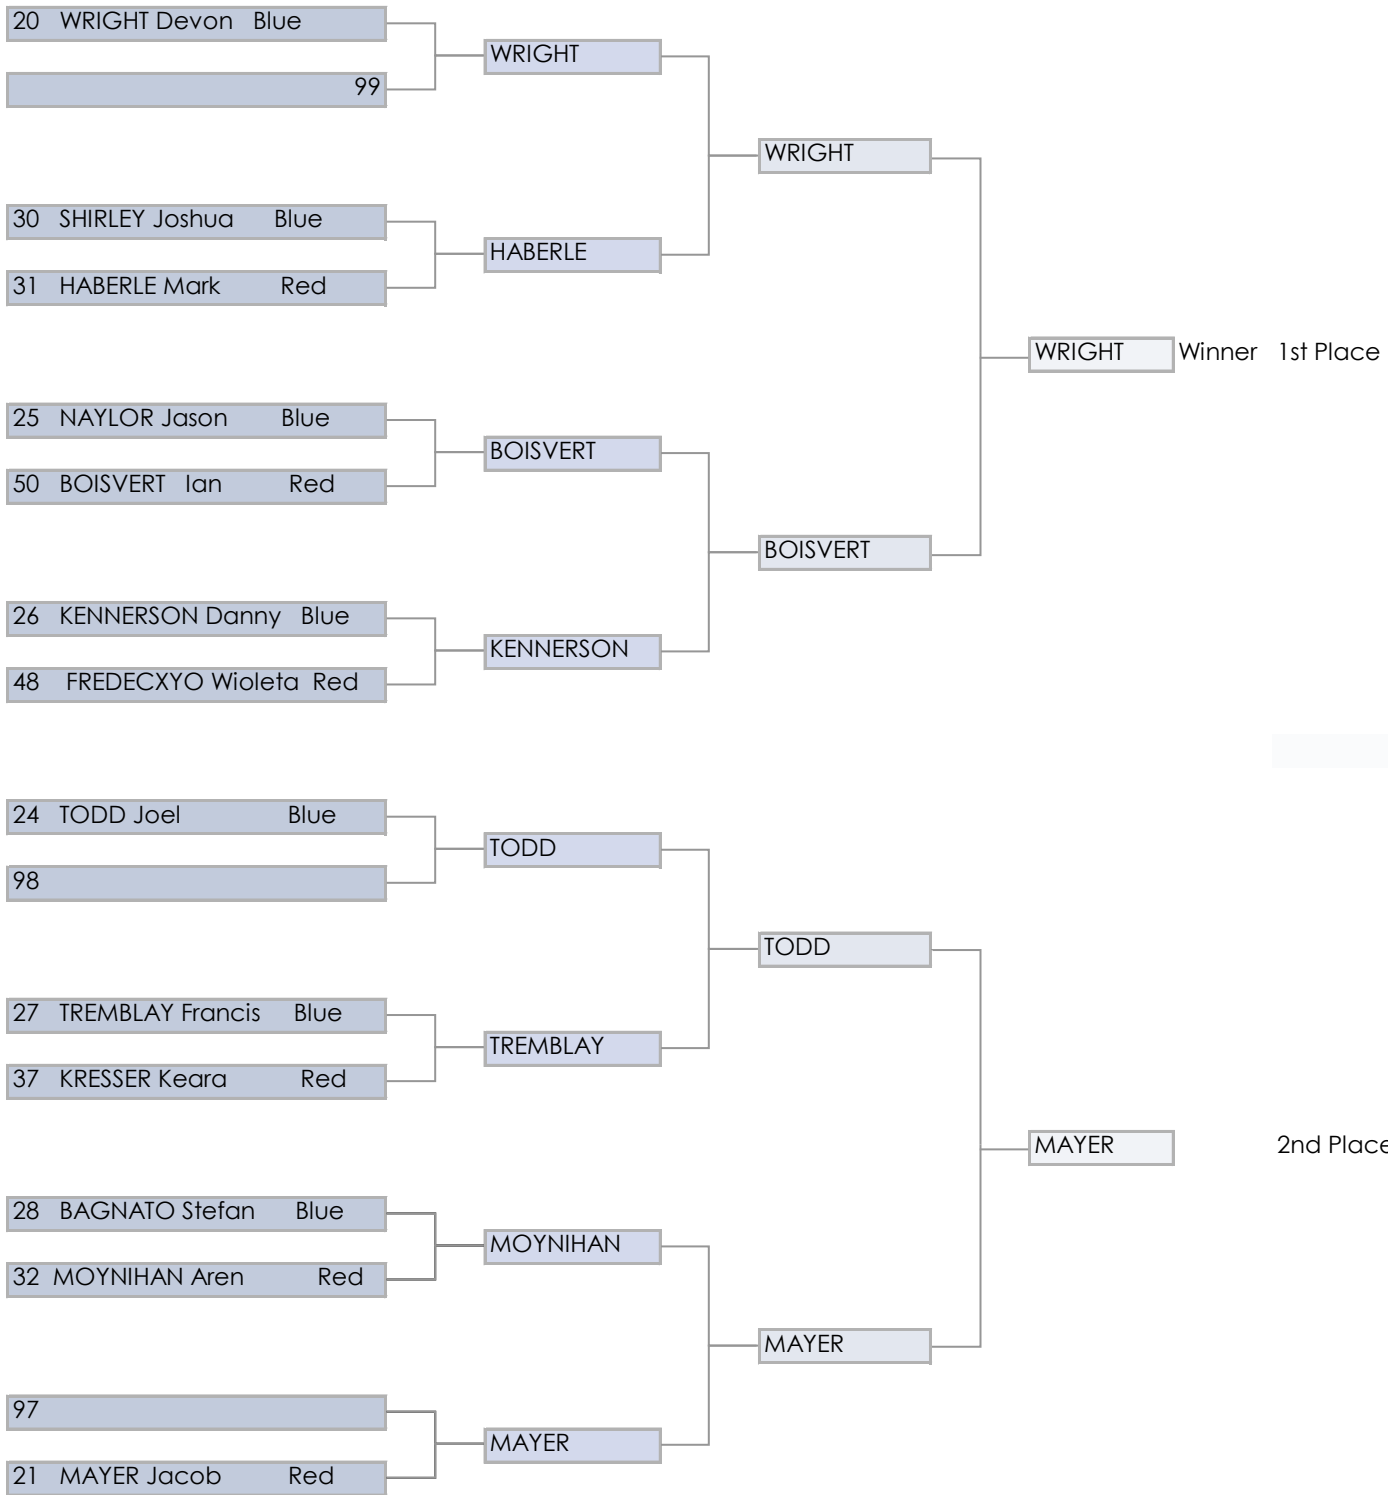 20 WRIGHT Devon Blue
WRIGHT
99
WRIGHT
30 SHIRLEY Joshua Blue
HABERLE
31 HABERLE Mark Red
WRIGHT Winner 1st Place
25 NAYLOR Jason Blue
BOISVERT
50 BOISVERT Ian Red
BOISVERT
26 KENNERSON Danny Blue
KENNERSON
48 FREDECXYO Wioleta Red
24 TODD Joel Blue
TODD
98
TODD
27 TREMBLAY Francis Blue
TREMBLAY
37 KRESSER Keara Red
MAYER 2nd Place
28 BAGNATO Stefan Blue
MOYNIHAN
32 MOYNIHAN Aren Red
MAYER
97
MAYER
21 MAYER Jacob Red